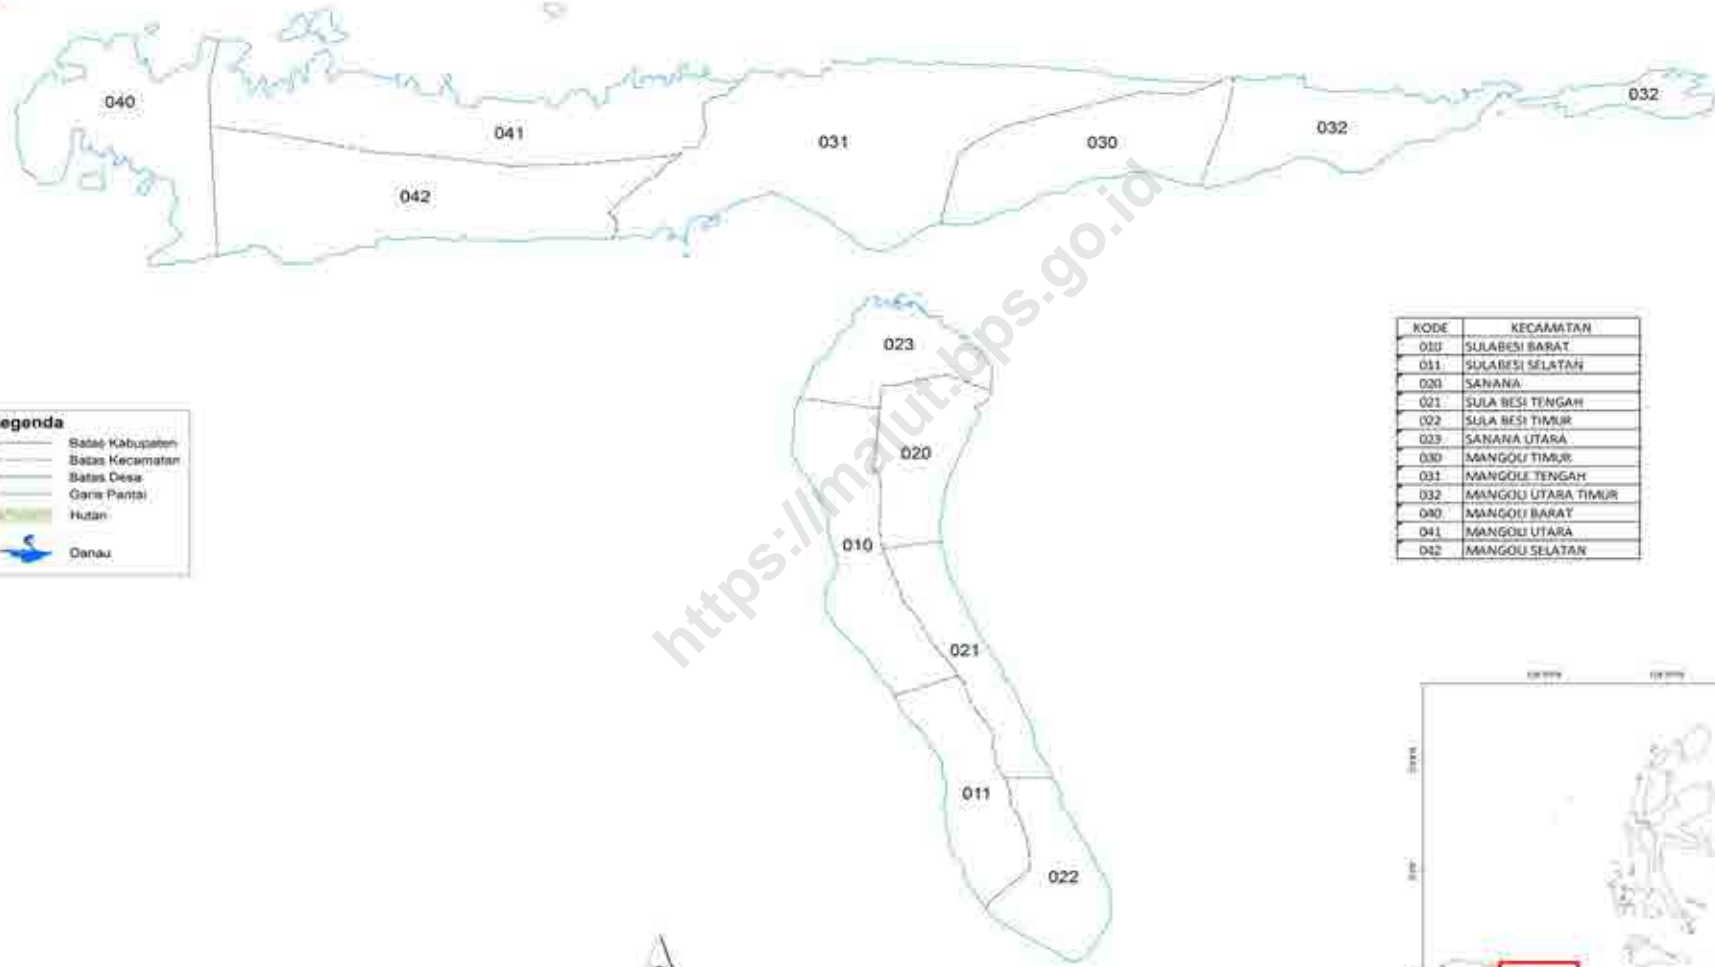 040
032
041
031
030
032
042
https://malut.bps.go.id
023
020
010
021
011
022
egenda
Batas Kabupaten
Batas Kecamatan
Batas Desa
Garis Pantai
Hutan
Danau
KODE KECAMATAN
010 SULABESI BARAT
011 SULABESI SELATAN
020 SANANA
021 SULA BESI TENGAH
022 SULA BESI TIMUR
023 SANANA UTARA
030 MANGOLI TIMUR
031 MANGOLE TENGAH
032 MANGOLI UTARA TIMUR
040 MANGOLI BARAT
041 MANGOLI UTARA
042 MANGOLI SELATAN